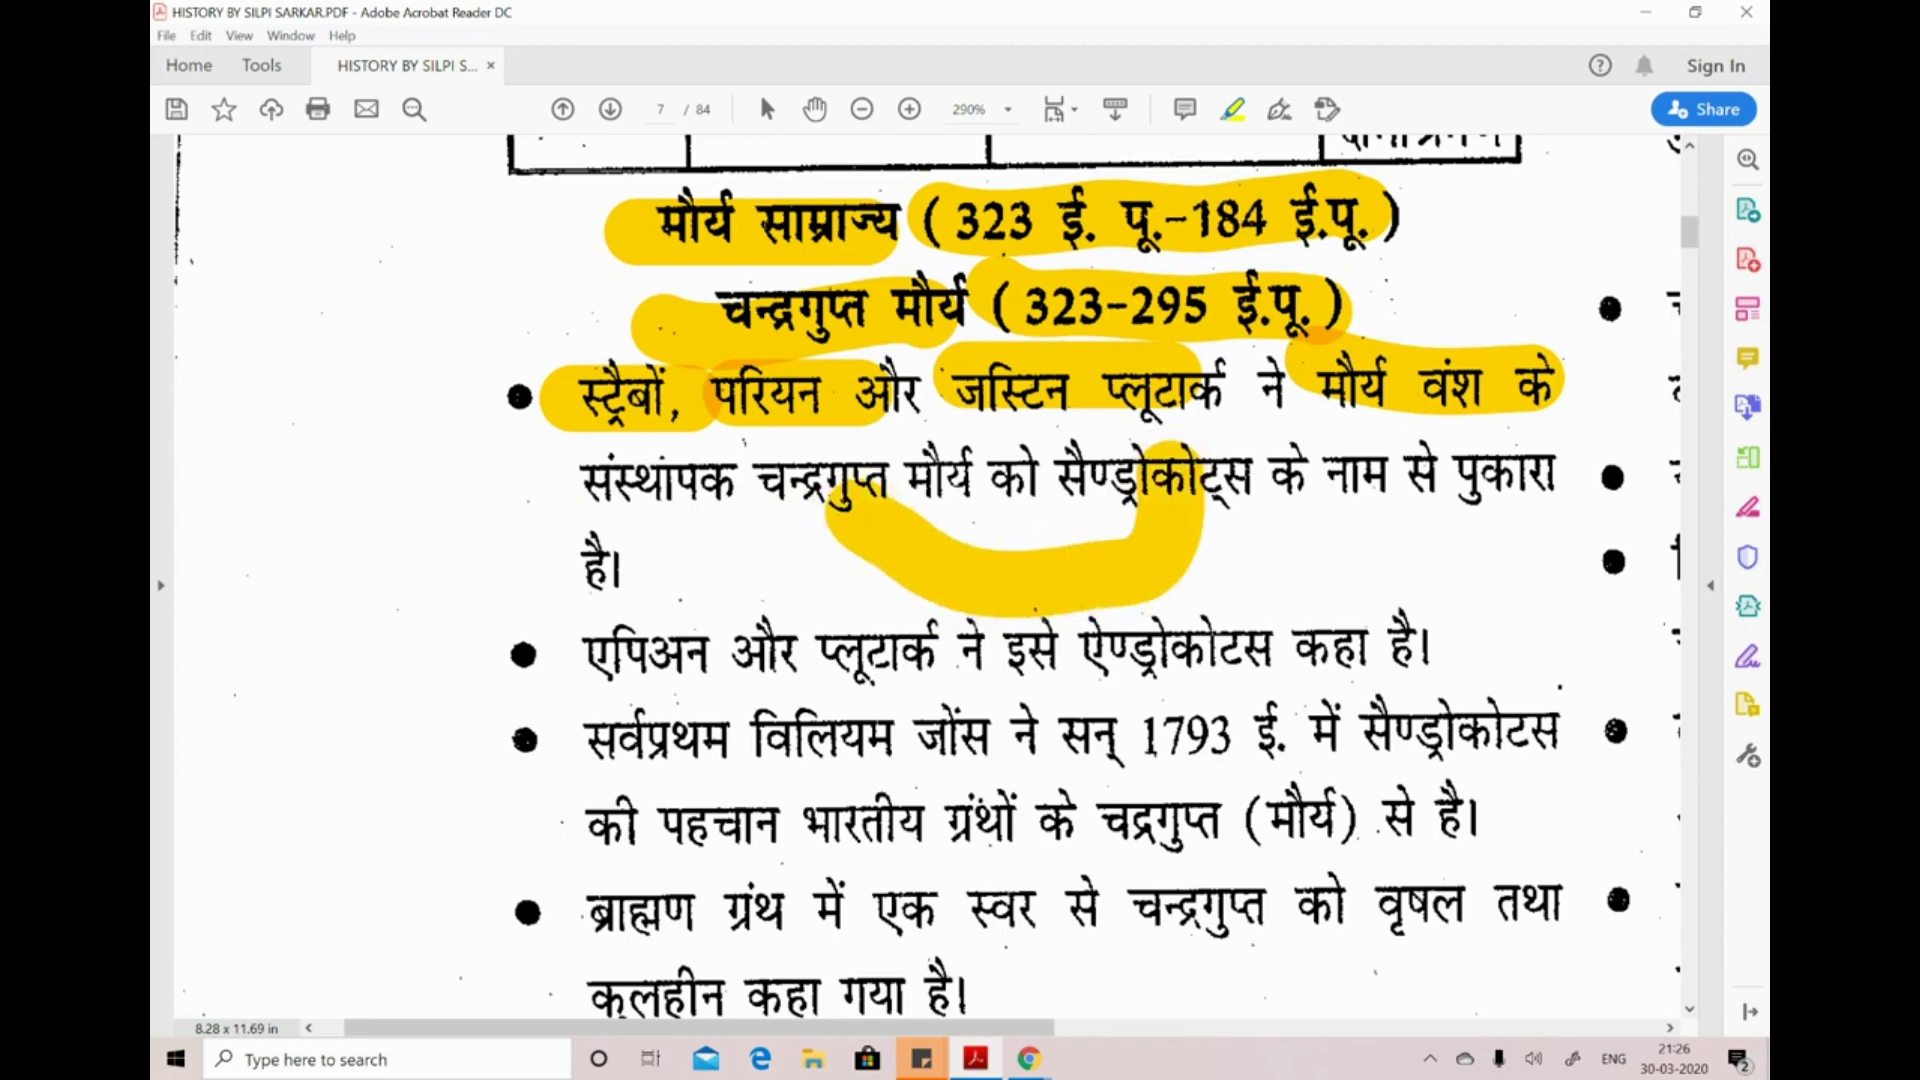 HISTORY BY SILPI SARKAR.PDF - Adobe Acrobat Reader DC
File Edit View Window Help
Home Tools HISTORY BY SILPI S... × Sign In
7 / 84 290% Share
मौर्य साम्राज्य (323 ई. पू.-184 ई.पू.)
चन्द्रगुप्त मौर्य (323-295 ई.पू.)
● स्ट्रैबों, परियन और जस्टिन प्लूटार्क ने मौर्य वंश के
संस्थापक चन्द्रगुप्त मौर्य को सैण्ड्रोकोट्स के नाम से पुकारा
है।
● एपिअन और प्लूटार्क ने इसे ऐण्ड्रोकोटस कहा है।
● सर्वप्रथम विलियम जोंस ने सन् 1793 ई. में सैण्ड्रोकोटस
की पहचान भारतीय ग्रंथों के चद्रगुप्त (मौर्य) से है।
● ब्राह्मण ग्रंथ में एक स्वर से चन्द्रगुप्त को वृषल तथा
कुलहीन कहा गया है।
8.28 x 11.69 in
Type here to search ENG 21:26
30-03-2020 2